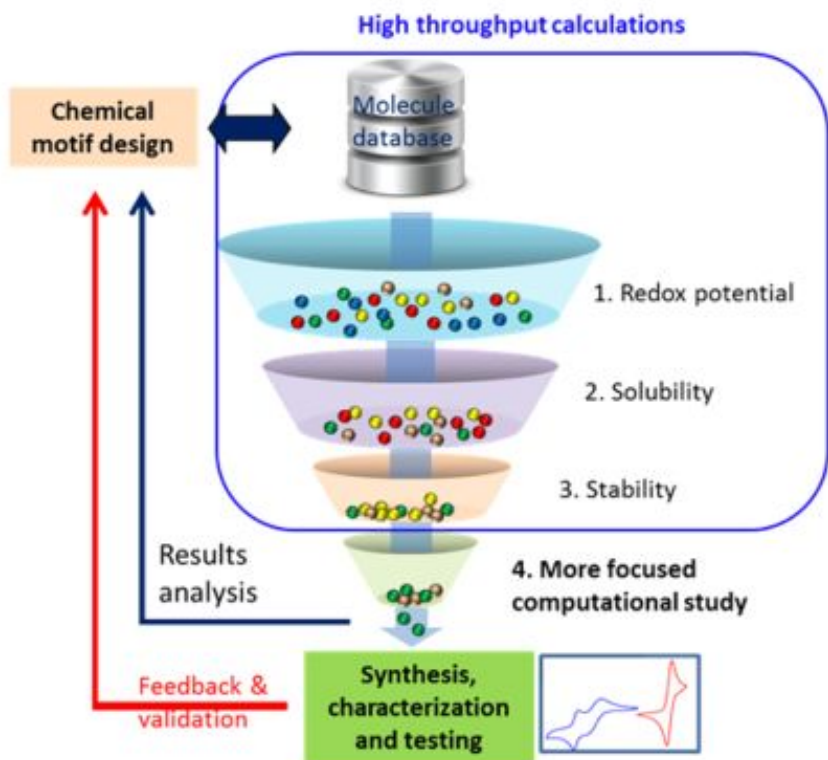 High throughput calculations
Chemical
motif design
Molecule
database
1. Redox potential
2. Solubility
3. Stability
Results
analysis
4. More focused
computational study
Feedback &
validation
Synthesis,
characterization
and testing